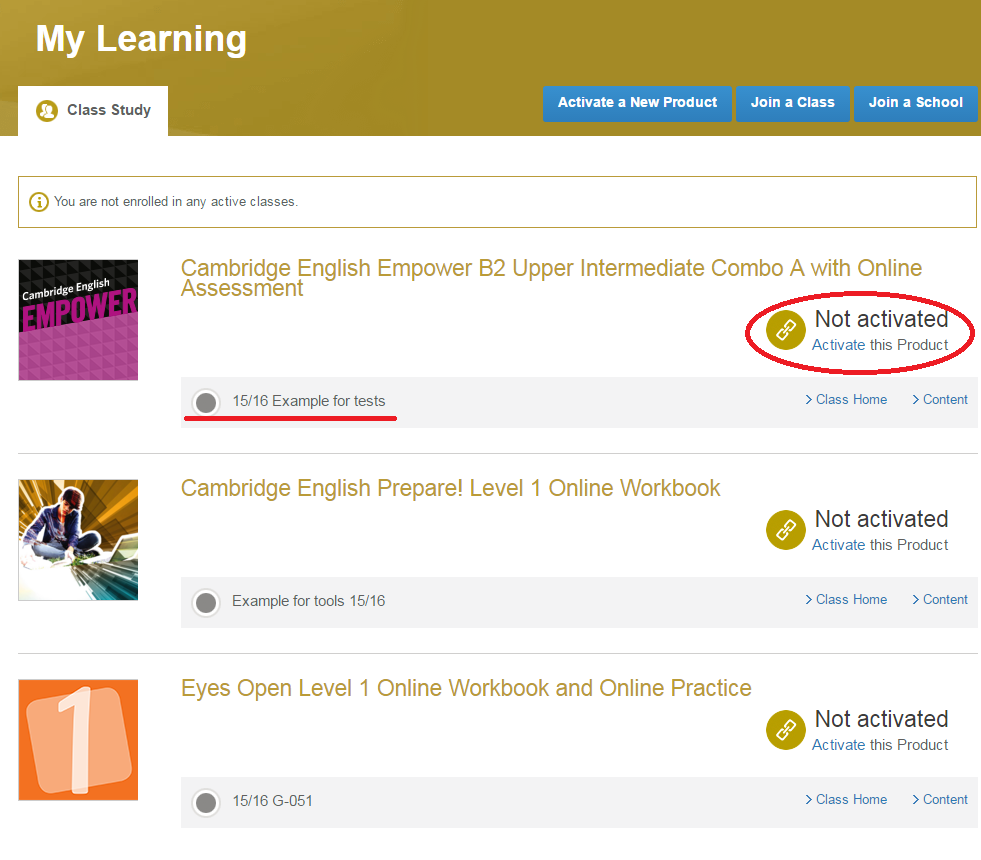 My Learning
Class Study
Activate a New Product
Join a Class
Join a School
You are not enrolled in any active classes.
Cambridge English
EMPOWER
Cambridge English Empower B2 Upper Intermediate Combo A with Online
Assessment
Not activated
Activate this Product
15/16 Example for tests
Class Home
Content
Cambridge English Prepare! Level 1 Online Workbook
Not activated
Activate this Product
Example for tools 15/16
Class Home
Content
1
Eyes Open Level 1 Online Workbook and Online Practice
Not activated
Activate this Product
15/16 G-051
Class Home
Content